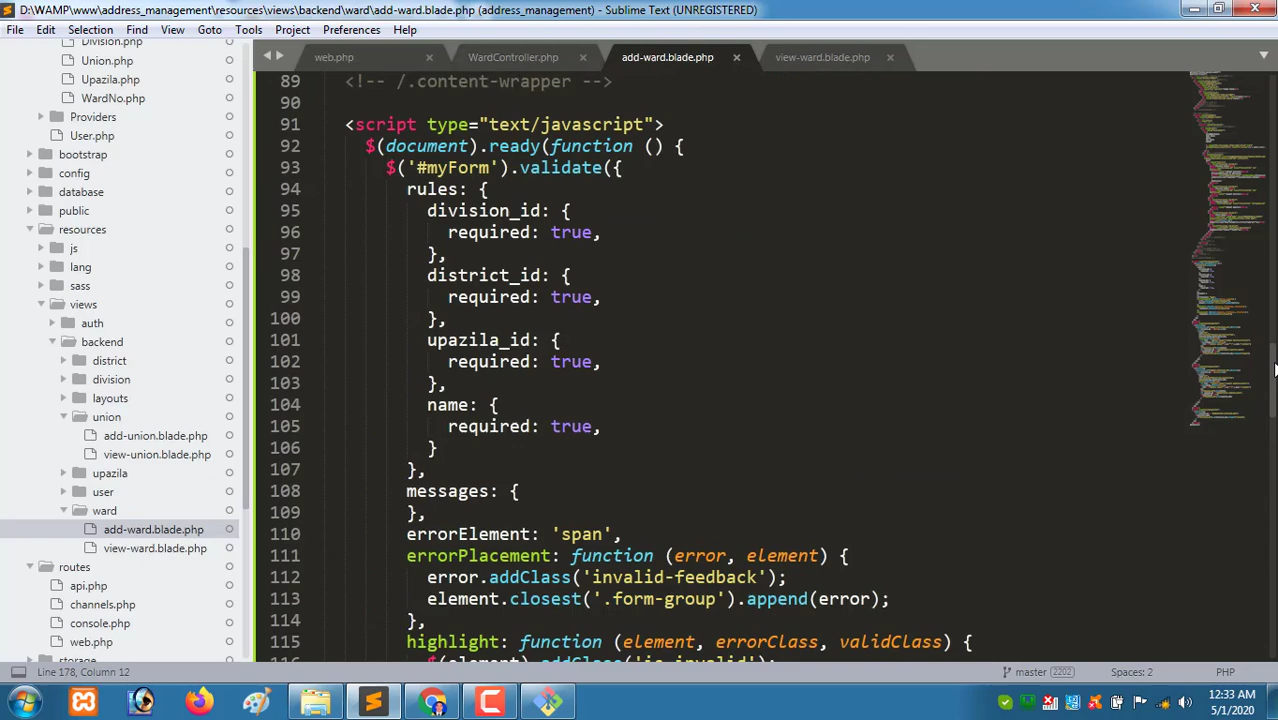 D:\WAMP\www\address_management\resources\views\backend\ward\add-ward.blade.php (address_management) - Sublime Text (UNREGISTERED)
File Edit Selection Find View Goto Tools Project Preferences Help
Division.php
Union.php
Upazila.php
WardNo.php
Providers
User.php
bootstrap
config
database
public
resources
js
lang
sass
views
auth
backend
district
division
layouts
union
add-union.blade.php
view-union.blade.php
upazila
user
ward
add-ward.blade.php
view-ward.blade.php
routes
api.php
channels.php
console.php
web.php
storage
web.php WardController.php add-ward.blade.php view-ward.blade.php
89 <!-- /.content-wrapper -->
90
91 <script type="text/javascript">
92 $(document).ready(function () {
93 $('#myForm').validate({
94 rules: {
95 division_id: {
96 required: true,
97 },
98 district_id: {
99 required: true,
100 },
101 upazila_id: {
102 required: true,
103 },
104 name: {
105 required: true,
106 }
107 },
108 messages: {
109 },
110 errorElement: 'span',
111 errorPlacement: function (error, element) {
112 error.addClass('invalid-feedback');
113 element.closest('.form-group').append(error);
114 },
115 highlight: function (element, errorClass, validClass) {
116 $(element).addClass('is-invalid');
Line 178, Column 12 master 2202 Spaces: 2 PHP
12:33 AM
5/1/2020